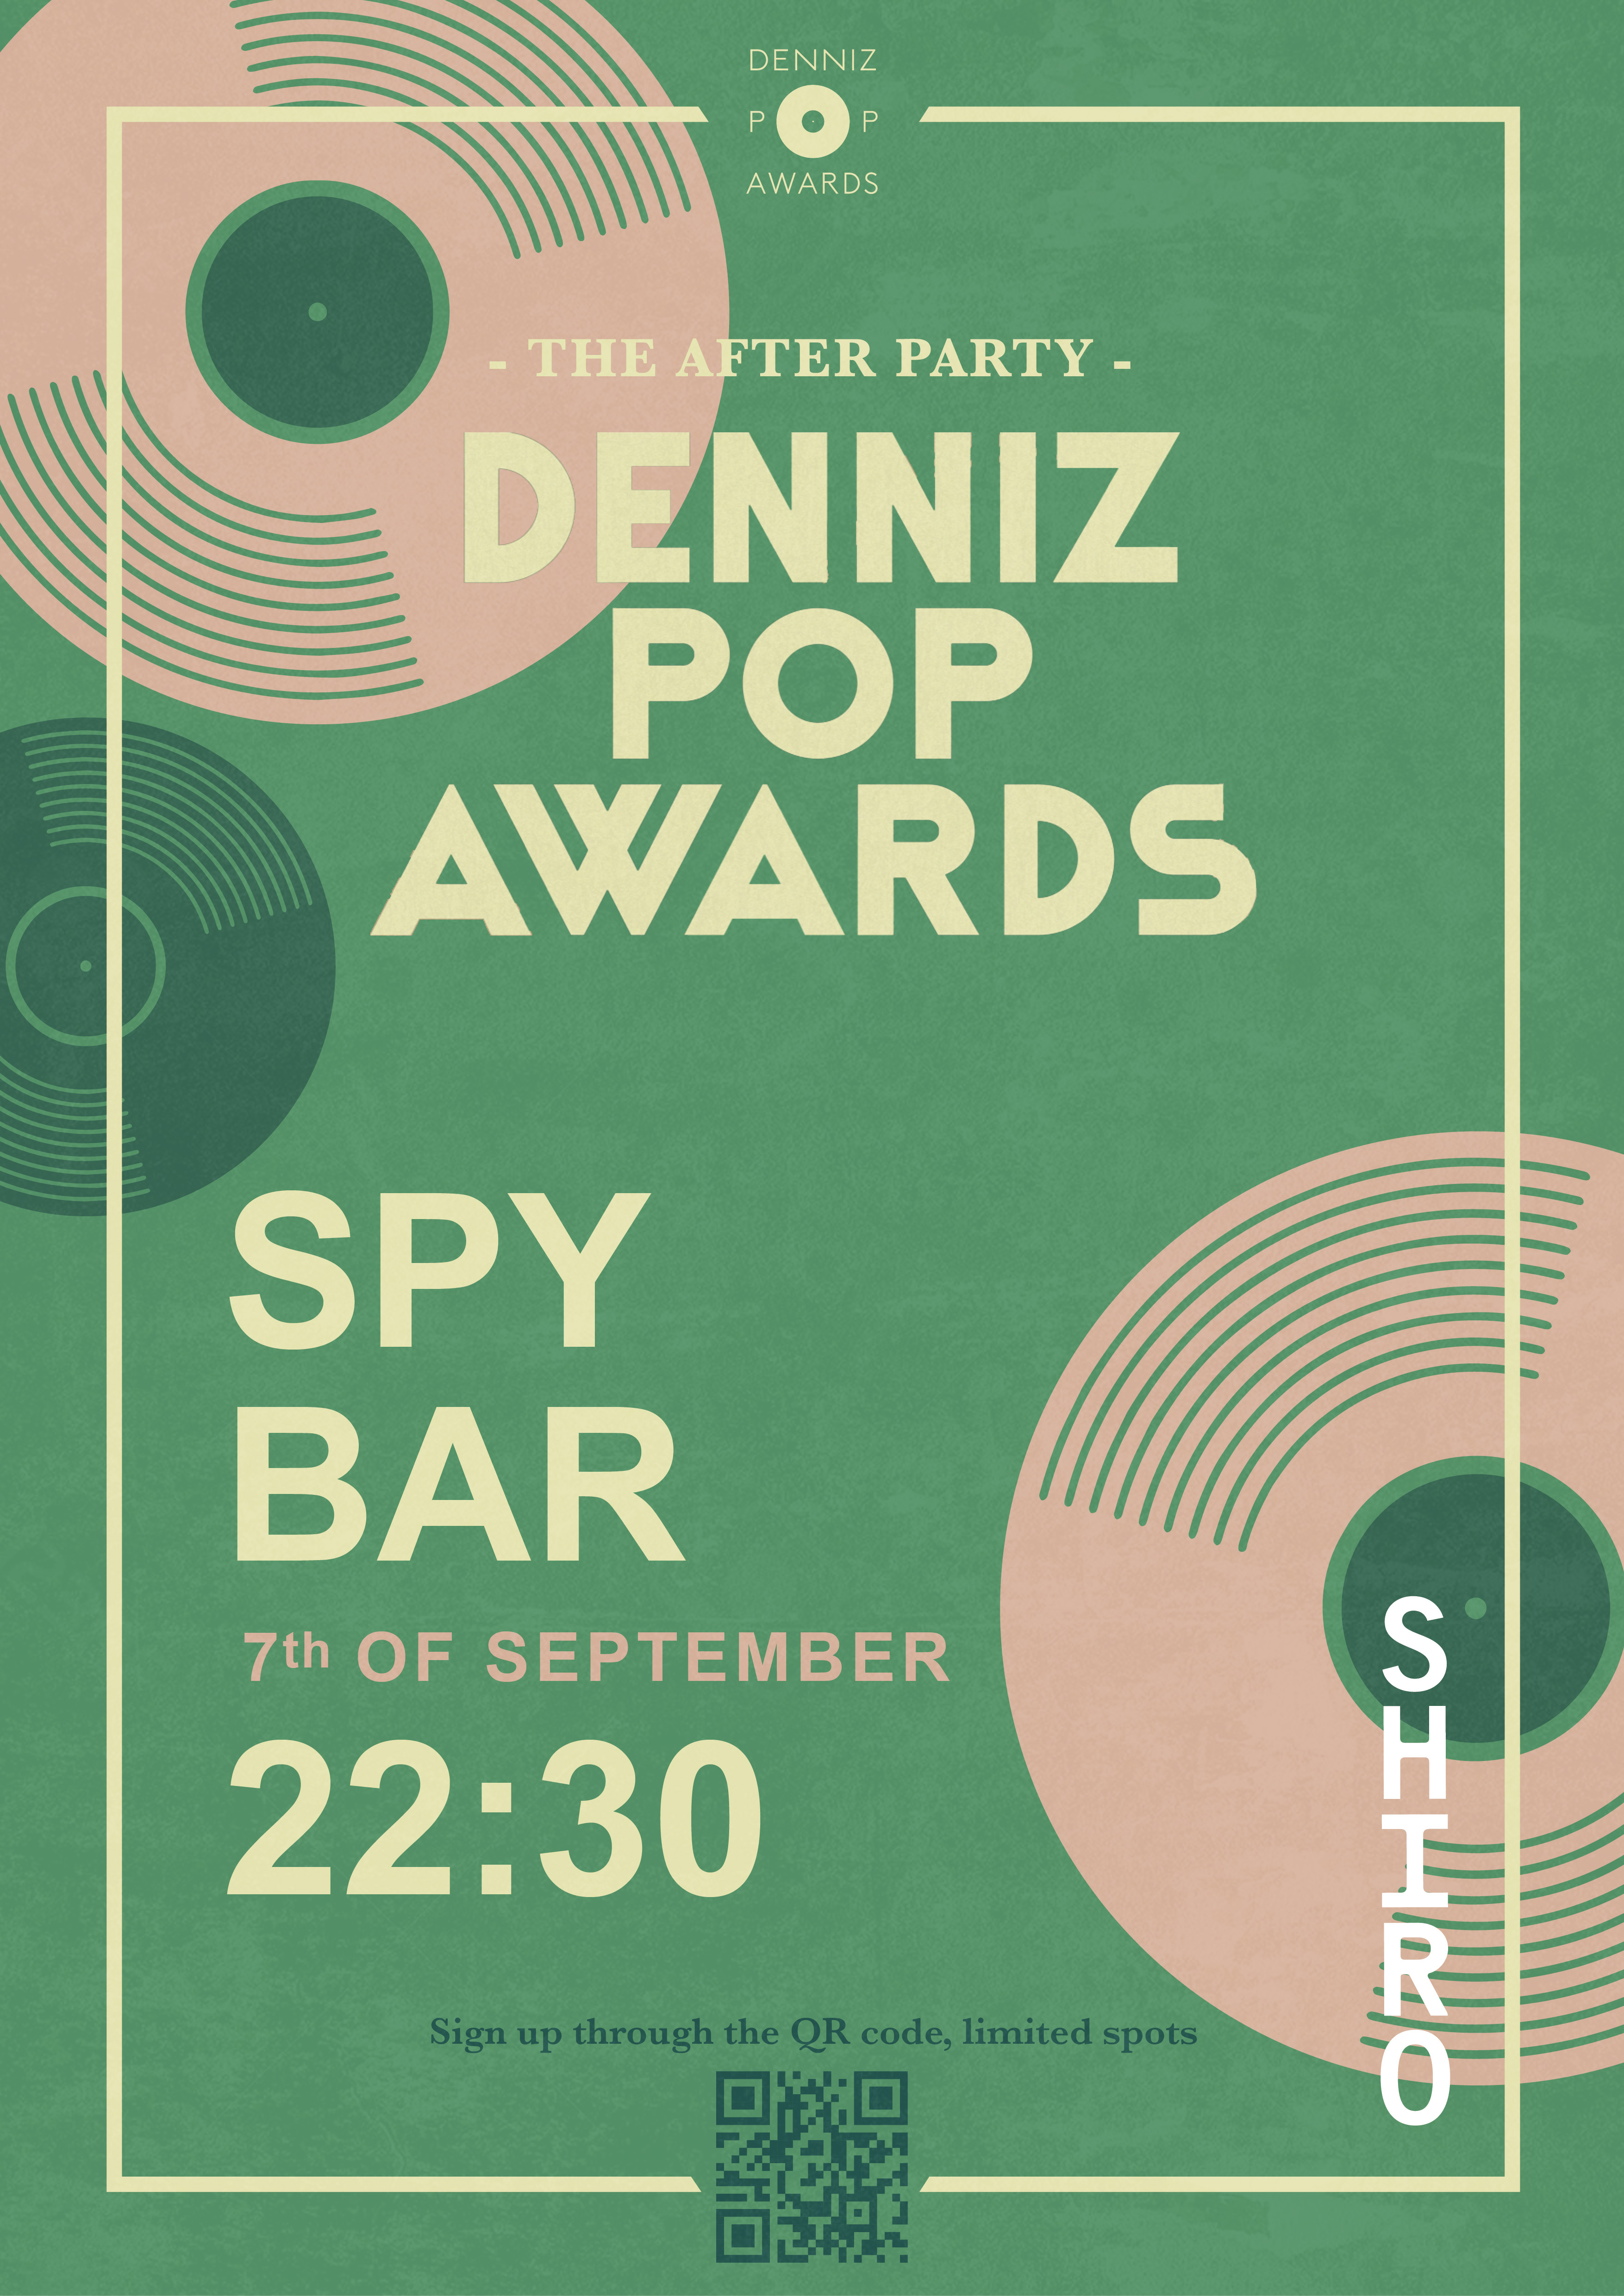 DENNIZ
POP
AWARDS
- THE AFTER PARTY -
DENNIZ
POP
AWARDS
SPY
BAR
7th OF SEPTEMBER
22:30
SHIRO
Sign up through the QR code, limited spots